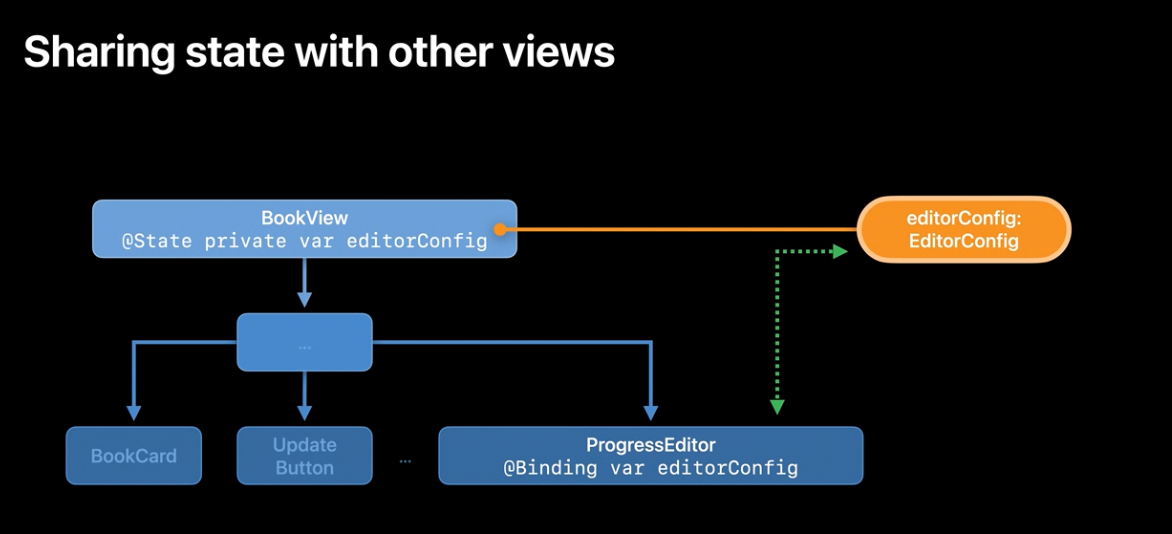 Sharing state with other views
BookView
@State private var editorConfig
editorConfig:
EditorConfig
...
BookCard
Update
Button
...
ProgressEditor
@Binding var editorConfig